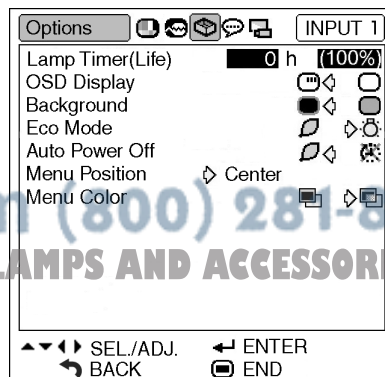 Options INPUT 1
Lamp Timer(Life) 0 h (100%)
OSD Display
Background
Eco Mode
Auto Power Off
Menu Position Center
Menu Color
m (800) 281-8
LAMPS AND ACCESSORI
SEL./ADJ. ENTER
BACK END